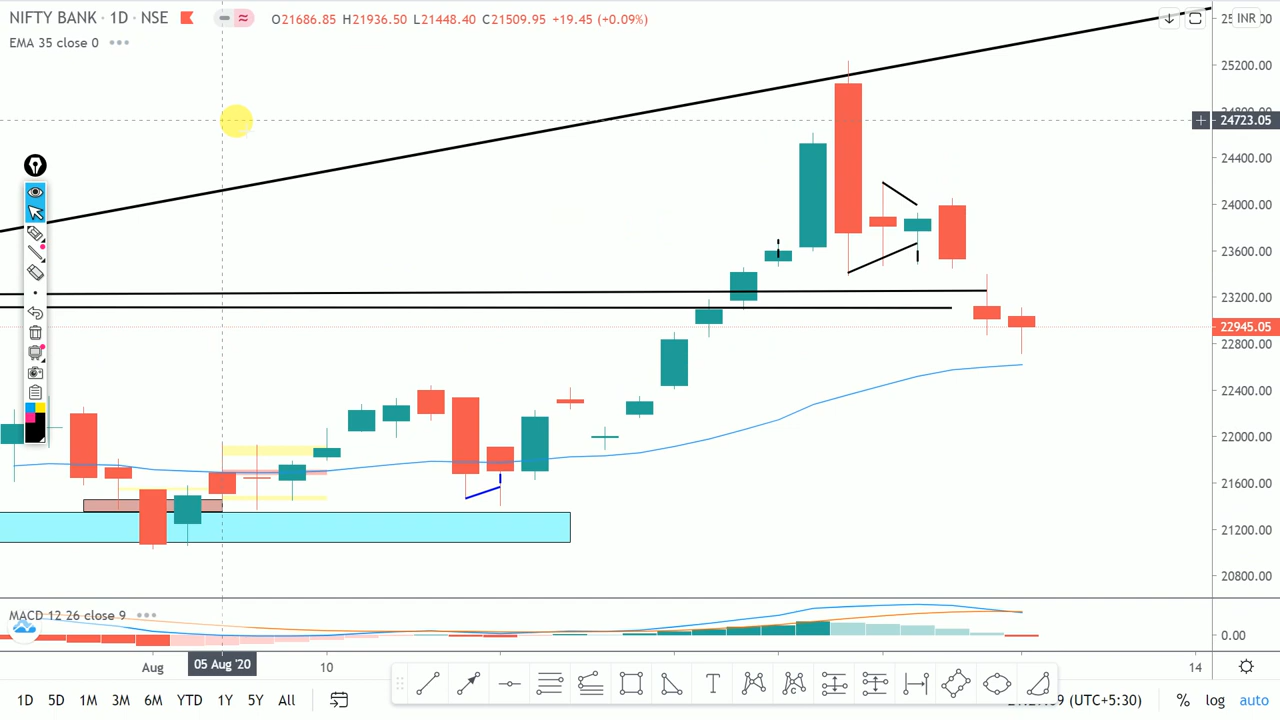 NIFTY BANK · 1D · NSE O21686.85 H21936.50 L21448.40 C21509.95 +19.45 (+0.09%) INR
EMA 35 close 0
25200.00
24723.05
24400.00
24000.00
23600.00
23200.00
22945.05
22800.00
22400.00
22000.00
21600.00
21200.00
20800.00
MACD 12 26 close 9
0.00
Aug 05 Aug '20 10 14
1D 5D 1M 3M 6M YTD 1Y 5Y All (UTC+5:30) % log auto